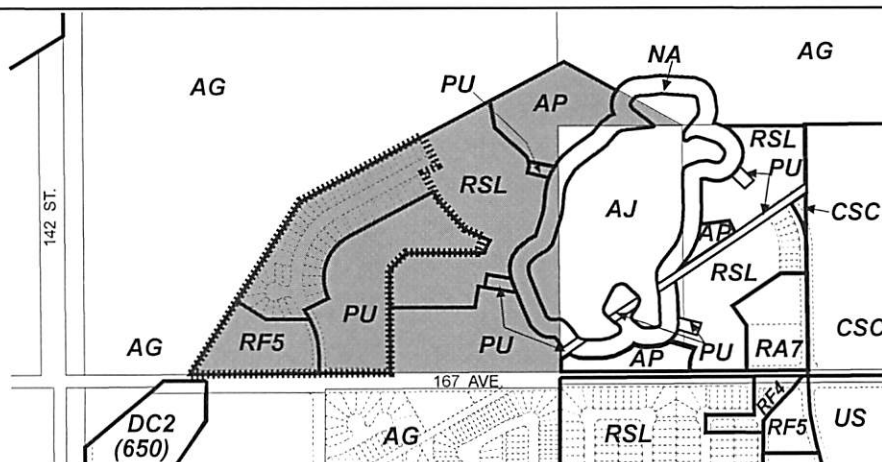 NA
AG
AG
PU
AP
RSL
PU
RSL
AJ
CSC
142 ST.
AP
RSL
PU
CSC
AG
RF5
PU
AP
PU
RA7
167 AVE
DC2
(650)
AG
RSL
RF4
RF5
US